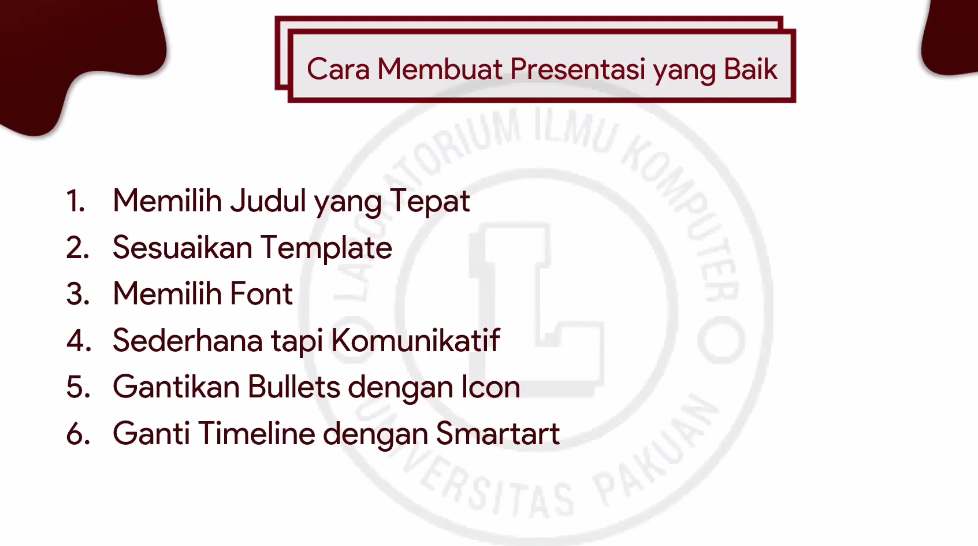 Cara Membuat Presentasi yang Baik
1. Memilih Judul yang Tepat
2. Sesuaikan Template
3. Memilih Font
4. Sederhana tapi Komunikatif
5. Gantikan Bullets dengan Icon
6. Ganti Timeline dengan Smartart
LABORATORIUM ILMU KOMPUTER
L
UNIVERSITAS PAKUAN